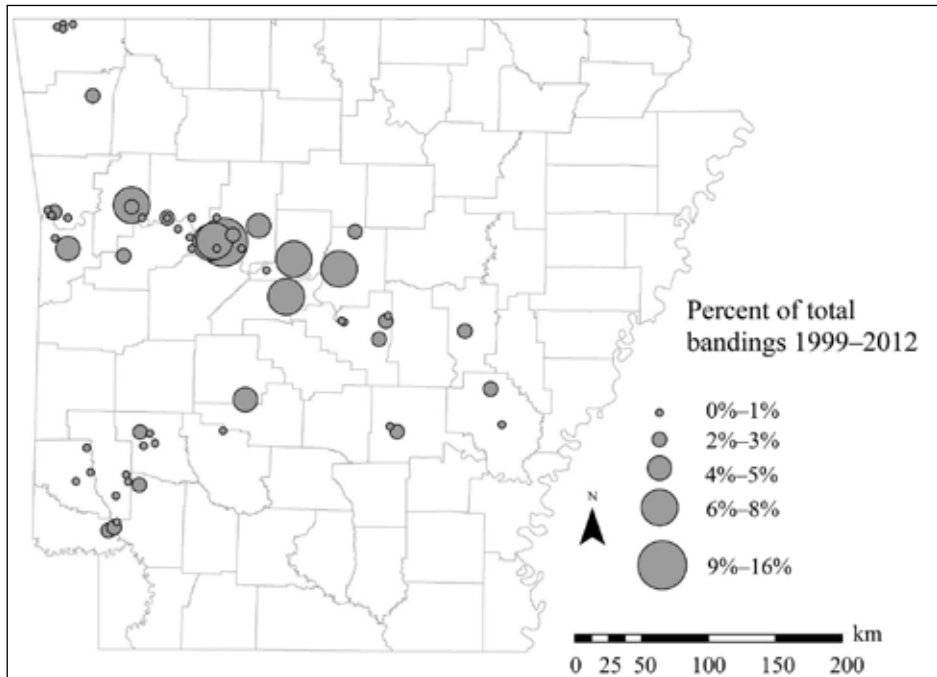 N
Percent of total
bandings 1999–2012
0%–1%
2%–3%
4%–5%
6%–8%
9%–16%
N
km
0 25 50 100 150 200